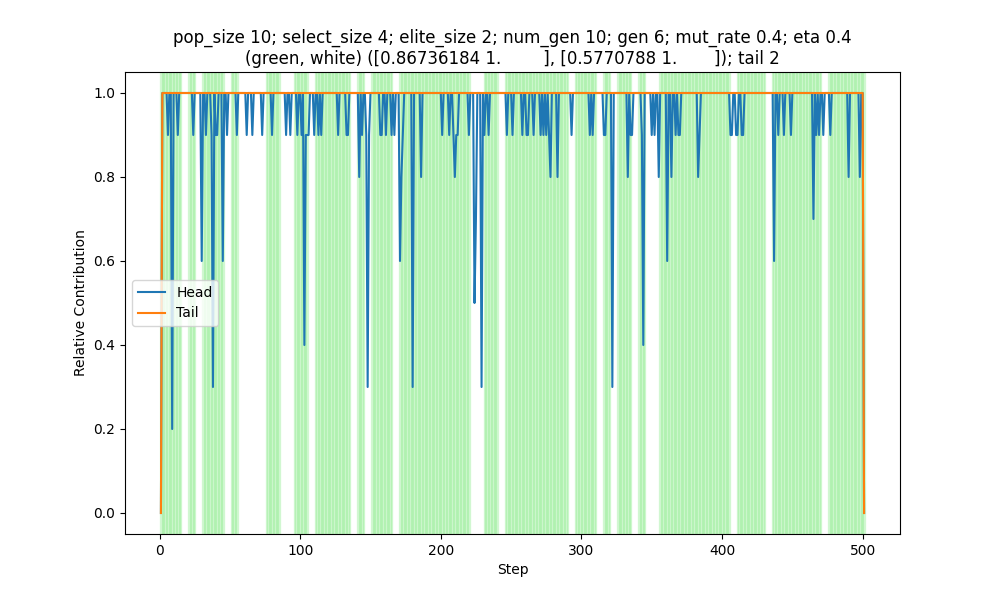 pop_size 10; select_size 4; elite_size 2; num_gen 10; gen 6; mut_rate 0.4; eta 0.4
(green, white) ([0.86736184 1.        ], [0.5770788 1.       ]); tail 2
1.0
0.8
0.6
0.4
0.2
0.0
Relative Contribution
Head
Tail
0
100
200
300
400
500
Step